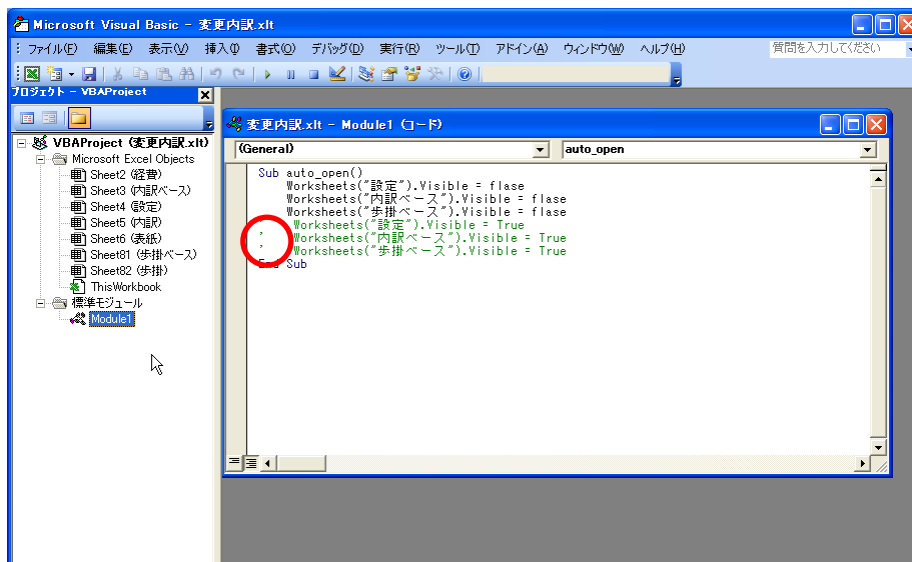 Microsoft Visual Basic - 変更内訳.xlt
ファイル(F) 編集(E) 表示(V) 挿入(I) 書式(O) デバッグ(D) 実行(R) ツール(T) アドイン(A) ウィンドウ(W) ヘルプ(H) 質問を入力してください
プロジェクト - VBAProject
VBAProject (変更内訳.xlt)
Microsoft Excel Objects
Sheet2 (経費)
Sheet3 (内訳ベース)
Sheet4 (設定)
Sheet5 (内訳)
Sheet6 (表紙)
Sheet81 (歩掛ベース)
Sheet82 (歩掛)
ThisWorkbook
標準モジュール
Module1
変更内訳.xlt - Module1 (コード)
(General) auto_open
Sub auto_open()
Worksheets("設定").Visible = flase
Worksheets("内訳ベース").Visible = flase
Worksheets("歩掛ベース").Visible = flase
' Worksheets("設定").Visible = True
' Worksheets("内訳ベース").Visible = True
' Worksheets("歩掛ベース").Visible = True
End Sub